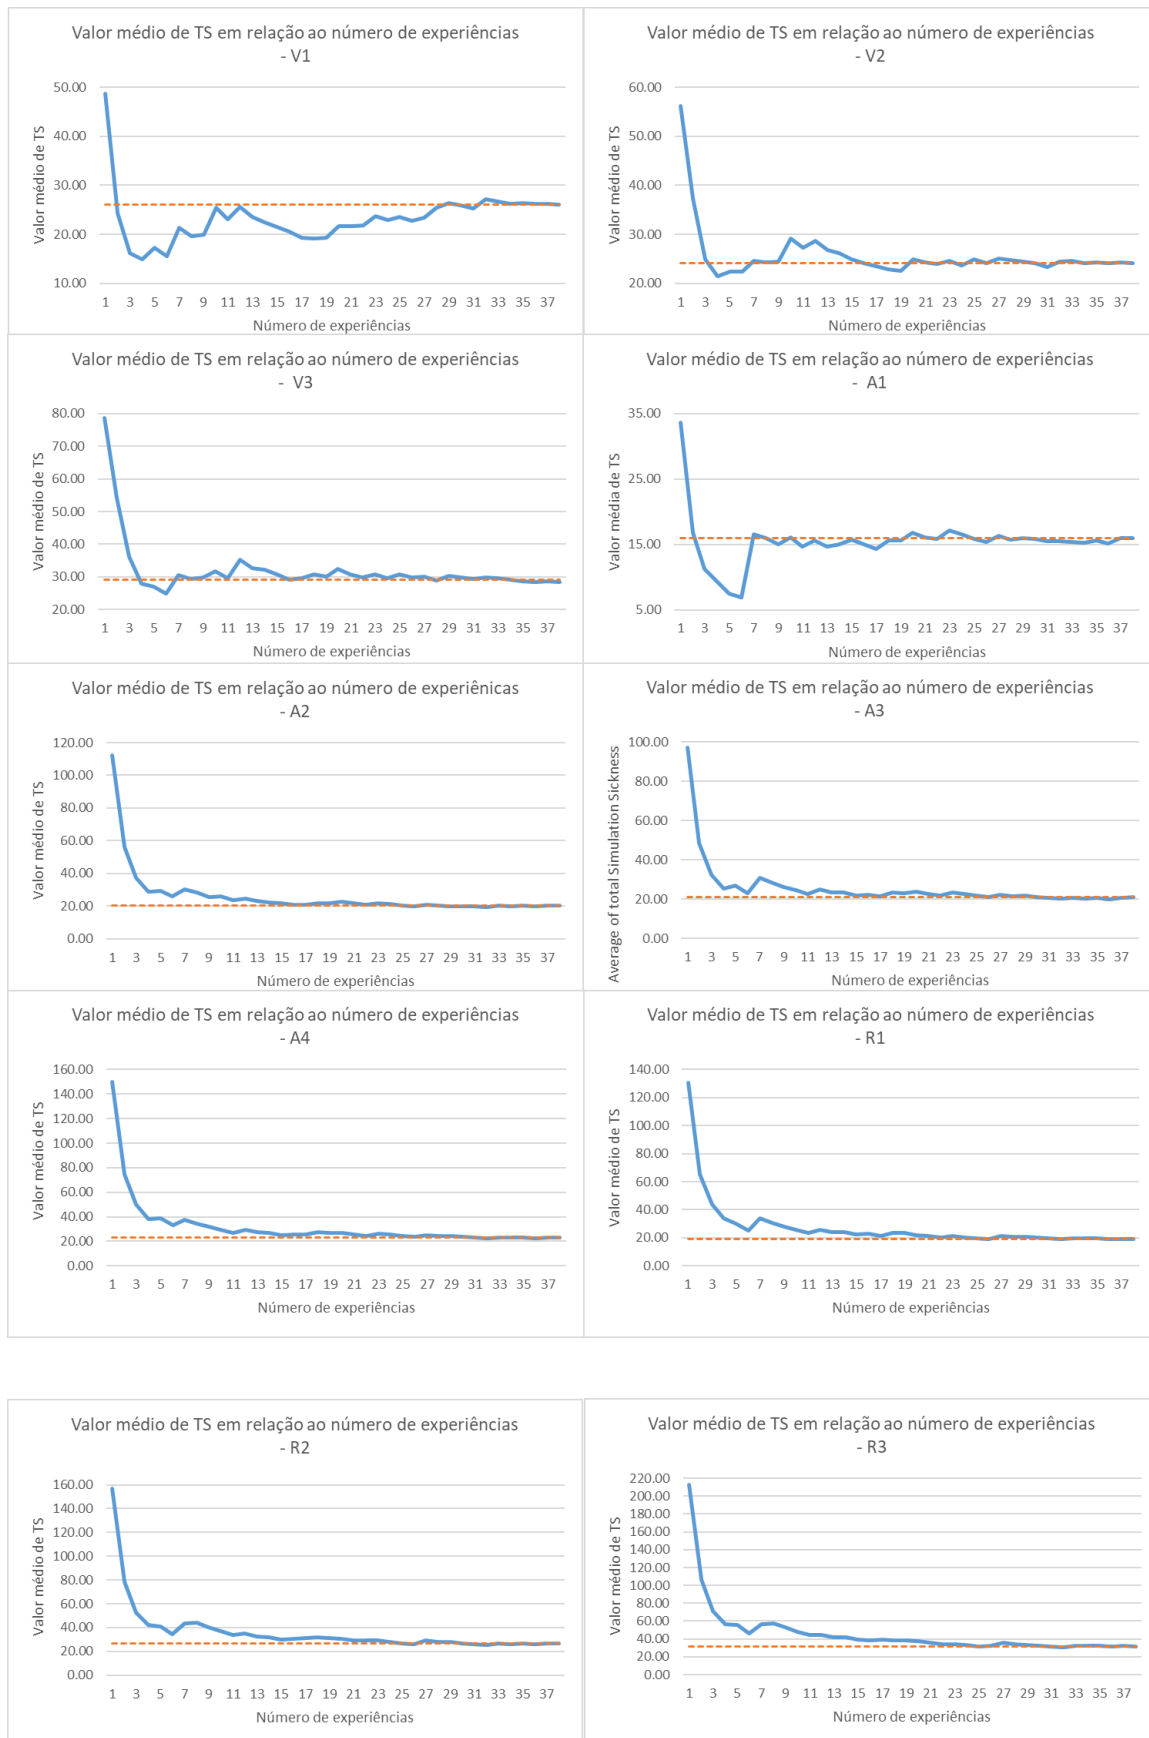 Valor médio de TS em relação ao número de experiências
- V1
50.00
40.00
30.00
20.00
10.00
Valor médio de TS
1 3 5 7 9 11 13 15 17 19 21 23 25 27 29 31 33 35 37
Número de experiências
Valor médio de TS em relação ao número de experiências
- V2
60.00
50.00
40.00
30.00
20.00
Valor médio de TS
1 3 5 7 9 11 13 15 17 19 21 23 25 27 29 31 33 35 37
Número de experiências
Valor médio de TS em relação ao número de experiências
- V3
80.00
70.00
60.00
50.00
40.00
30.00
20.00
Valor médio de TS
1 3 5 7 9 11 13 15 17 19 21 23 25 27 29 31 33 35 37
Número de experiências
Valor médio de TS em relação ao número de experiências
- A1
35.00
25.00
15.00
5.00
Valor média de TS
1 3 5 7 9 11 13 15 17 19 21 23 25 27 29 31 33 35 37
Número de experiências
Valor médio de TS em relação ao número de experiênicas
- A2
120.00
100.00
80.00
60.00
40.00
20.00
0.00
Valor médio de TS
1 3 5 7 9 11 13 15 17 19 21 23 25 27 29 31 33 35 37
Número de experiências
Valor médio de TS em relação ao número de experiências
- A3
100.00
80.00
60.00
40.00
20.00
0.00
Average of total Simulation Sickness
1 3 5 7 9 11 13 15 17 19 21 23 25 27 29 31 33 35 37
Número de experiências
Valor médio de TS em relação ao número de experiências
- A4
160.00
140.00
120.00
100.00
80.00
60.00
40.00
20.00
0.00
Valor médio de TS
1 3 5 7 9 11 13 15 17 19 21 23 25 27 29 31 33 35 37
Número de experiências
Valor médio de TS em relação ao número de experiências
- R1
140.00
120.00
100.00
80.00
60.00
40.00
20.00
0.00
Valor médio de TS
1 3 5 7 9 11 13 15 17 19 21 23 25 27 29 31 33 35 37
Número de experiências
Valor médio de TS em relação ao número de experiências
- R2
160.00
140.00
120.00
100.00
80.00
60.00
40.00
20.00
0.00
Valor médio de TS
1 3 5 7 9 11 13 15 17 19 21 23 25 27 29 31 33 35 37
Número de experiências
Valor médio de TS em relação ao número de experiências
- R3
220.00
200.00
180.00
160.00
140.00
120.00
100.00
80.00
60.00
40.00
20.00
0.00
Valor médio de TS
1 3 5 7 9 11 13 15 17 19 21 23 25 27 29 31 33 35 37
Número de experiências